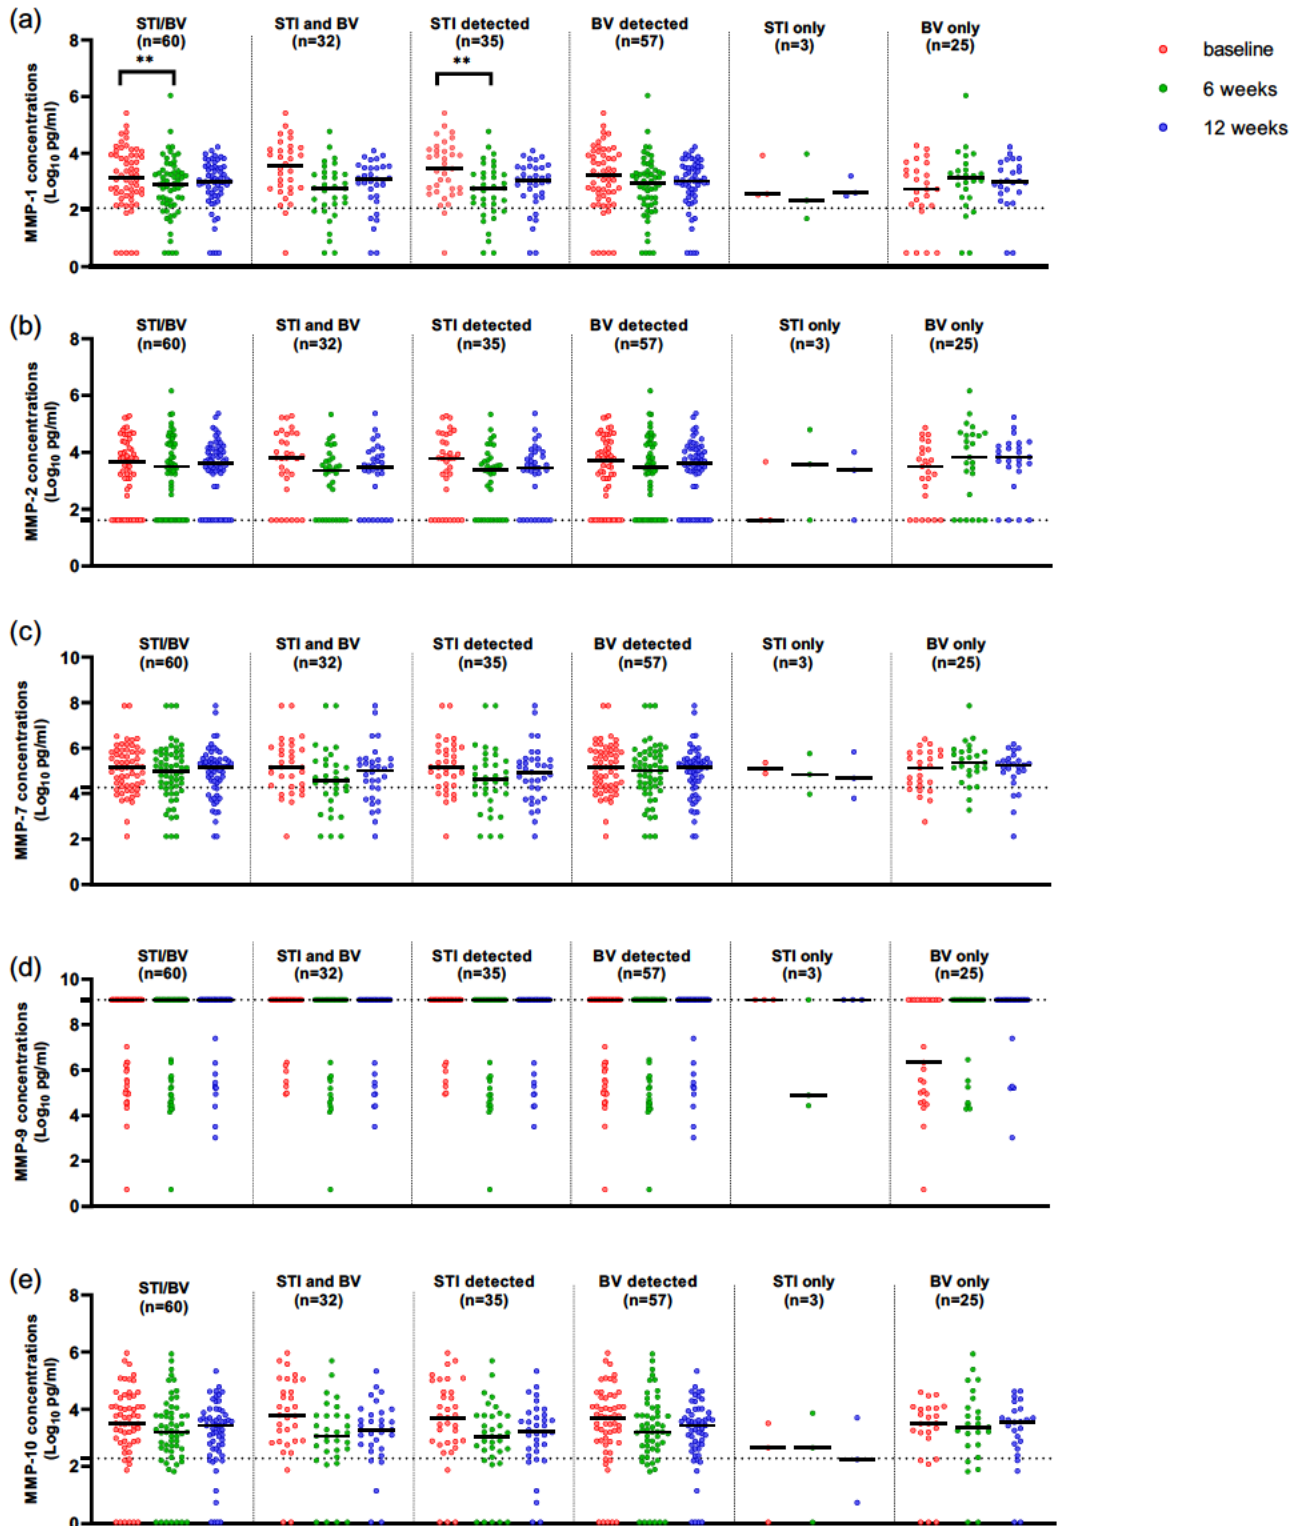 (a)
STI/BV
(n=60)
STI and BV
(n=32)
STI detected
(n=35)
BV detected
(n=57)
STI only
(n=3)
BV only
(n=25)
**
**
MMP-1 concentrations
(Log10 pg/ml)
8
6
4
2
0
baseline
6 weeks
12 weeks
(b)
STI/BV
(n=60)
STI and BV
(n=32)
STI detected
(n=35)
BV detected
(n=57)
STI only
(n=3)
BV only
(n=25)
MMP-2 concentrations
(Log10 pg/ml)
8
6
4
2
0
(c)
STI/BV
(n=60)
STI and BV
(n=32)
STI detected
(n=35)
BV detected
(n=57)
STI only
(n=3)
BV only
(n=25)
MMP-7 concentrations
(Log10 pg/ml)
10
8
6
4
2
0
(d)
STI/BV
(n=60)
STI and BV
(n=32)
STI detected
(n=35)
BV detected
(n=57)
STI only
(n=3)
BV only
(n=25)
MMP-9 concentrations
(Log10 pg/ml)
10
8
6
4
2
0
(e)
STI/BV
(n=60)
STI and BV
(n=32)
STI detected
(n=35)
BV detected
(n=57)
STI only
(n=3)
BV only
(n=25)
MMP-10 concentrations
(Log10 pg/ml)
8
6
4
2
0